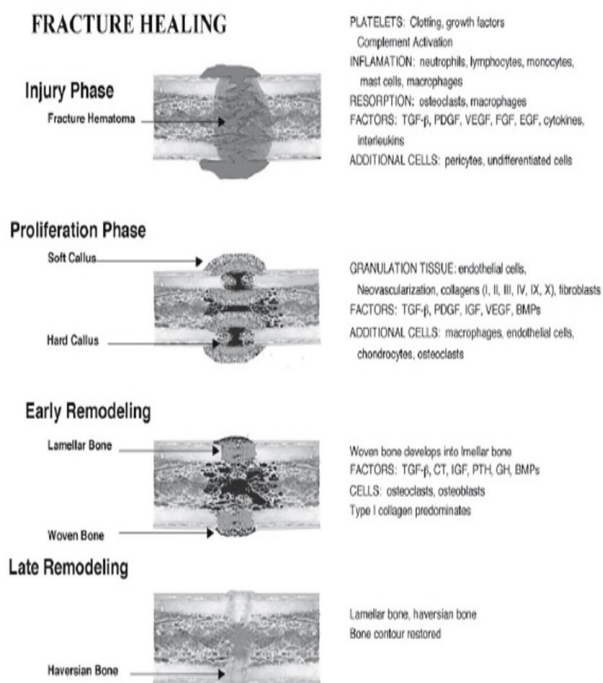 FRACTURE HEALING
PLATELETS: Clotting, growth factors
Complement Activation
INFLAMATION: neutrophils, lymphocytes, monocytes,
mast cells, macrophages
RESORPTION: osteoclasts, macrophages
FACTORS: TGF-β, PDGF, VEGF, FGF, EGF, cytokines,
interleukins
ADDITIONAL CELLS: pericytes, undifferentiated cells
Injury Phase
Fracture Hematoma
Proliferation Phase
Soft Callus
Hard Callus
GRANULATION TISSUE: endothelial cells,
Neovascularization, collagens (I, II, III, IV, IX, X), fibroblasts
FACTORS: TGF-β, PDGF, IGF, VEGF, BMPs
ADDITIONAL CELLS: macrophages, endothelial cells,
chondrocytes, osteoclasts
Early Remodeling
Lamellar Bone
Woven Bone
Woven bone develops into lmellar bone
FACTORS: TGF-β, CT, IGF, PTH, GH, BMPs
CELLS: osteoclasts, osteoblasts
Type I collagen predominates
Late Remodeling
Haversian Bone
Lamellar bone, haversian bone
Bone contour restored